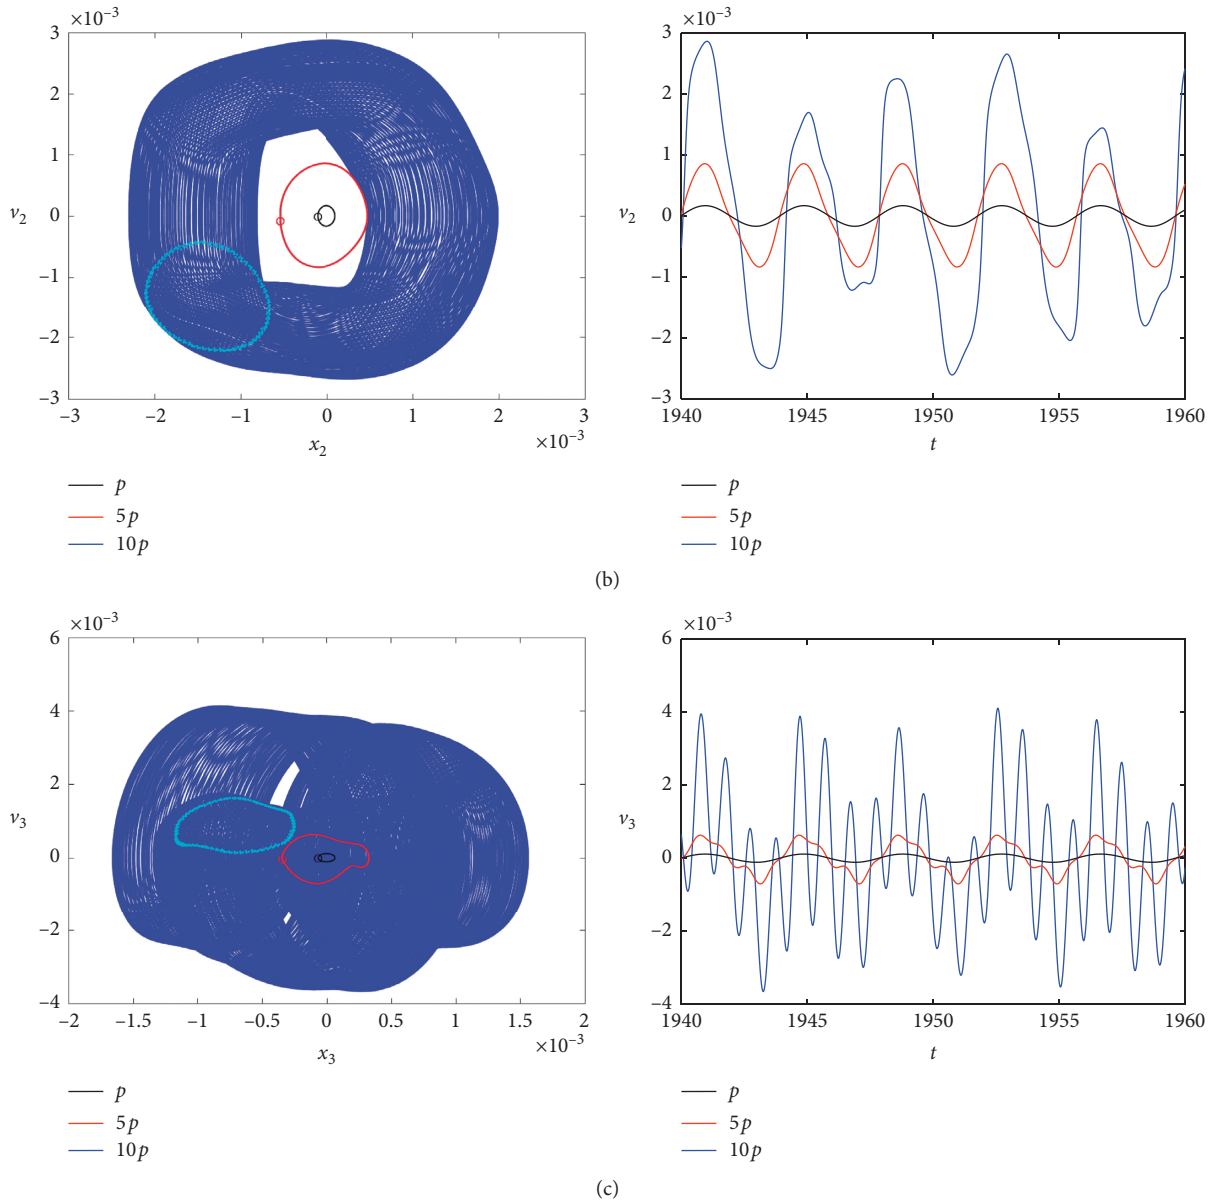 ×10⁻³
3
2
1
v₂ 0
−1
−2
−3
−3 −2 −1 0 1 2 3
×10⁻³
x₂
p
5p
10p
×10⁻³
3
2
1
v₂ 0
−1
−2
−3
1940 1945 1950 1955 1960
t
p
5p
10p
(b)
×10⁻³
6
4
2
v₃ 0
−2
−4
−2 −1.5 −1 −0.5 0 0.5 1 1.5 2
×10⁻³
x₃
p
5p
10p
×10⁻³
6
4
2
v₃ 0
−2
−4
1940 1945 1950 1955 1960
t
p
5p
10p
(c)